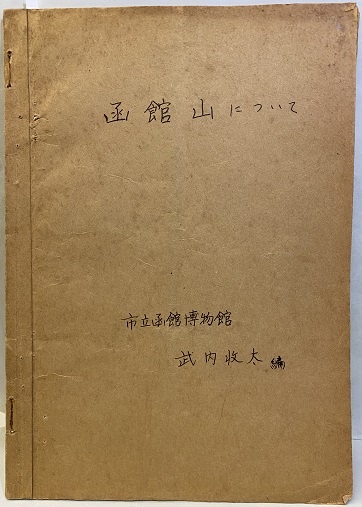 函館山について
市立函館博物館
武内收太 編